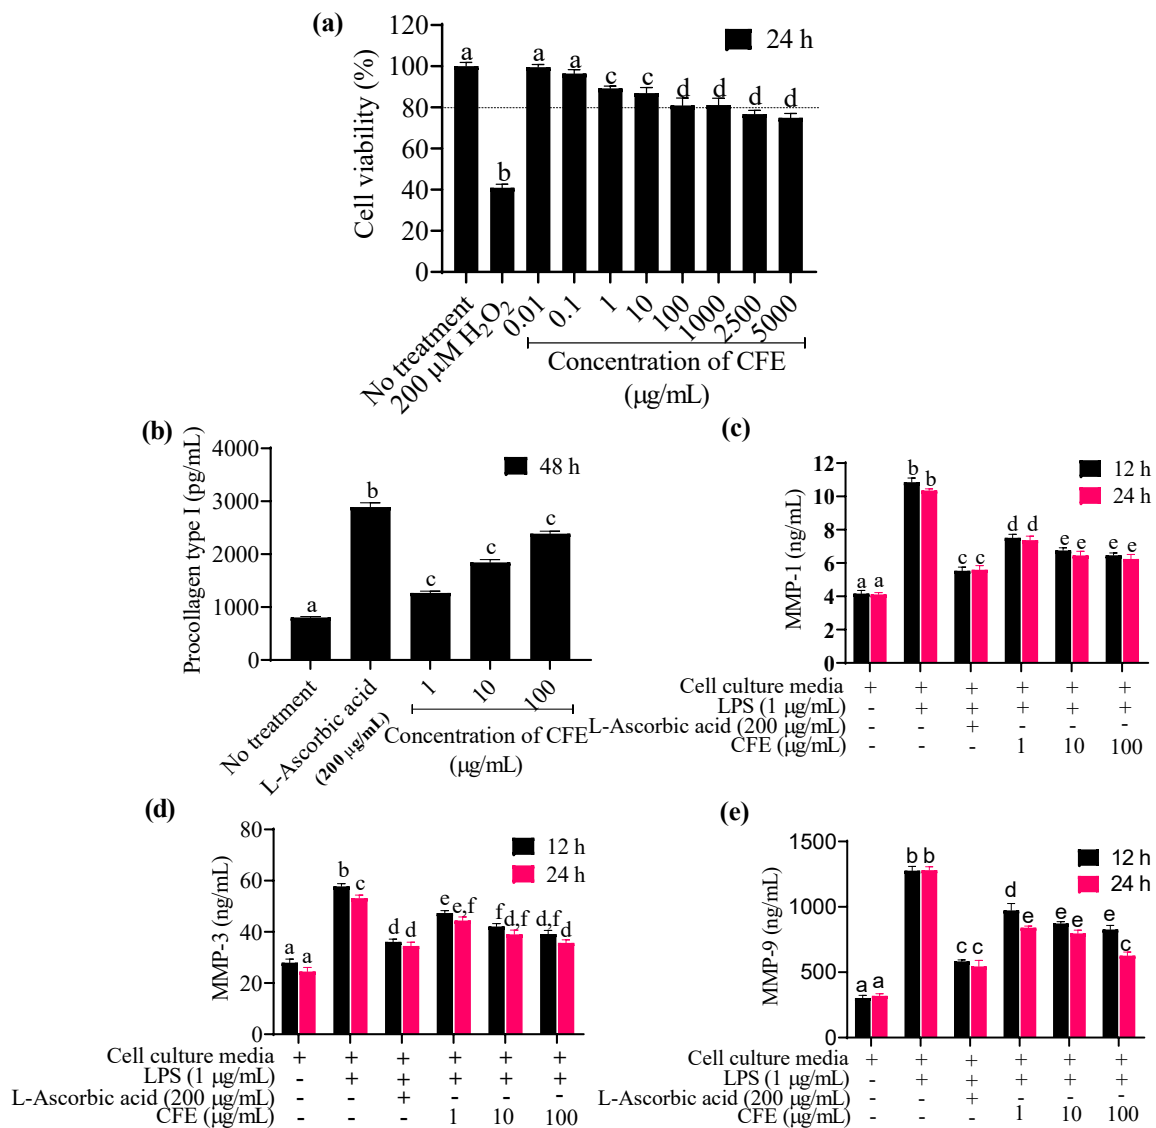 (a)
120
100
80
60
40
20
0
Cell viability (%)
24 h
a
b
a
a
c
c
d
d
d
d
No treatment
200 μM H₂O₂
0.01
0.1
1
10
100
1000
2500
5000
Concentration of CFE
(μg/mL)
(b)
4000
3000
2000
1000
0
Procollagen type I (pg/mL)
48 h
a
b
c
c
c
No treatment
L-Ascorbic acid
(200 μg/mL)
1
10
100
Concentration of CFE
(μg/mL)
(c)
12
10
8
6
4
2
0
MMP-1 (ng/mL)
12 h
24 h
a a
b b
c c
d d
e e
e e
Cell culture media + + + + + +
LPS (1 μg/mL) - + + + + +
L-Ascorbic acid (200 μg/mL) - - + - - -
CFE (μg/mL) - - - 1 10 100
(d)
80
60
40
20
0
MMP-3 (ng/mL)
12 h
24 h
a a
b c
d d
e e,f
f d,f
d,f d
Cell culture media + + + + + +
LPS (1 μg/mL) - + + + + +
L-Ascorbic acid (200 μg/mL) - - + - - -
CFE (μg/mL) - - - 1 10 100
(e)
1500
1000
500
0
MMP-9 (ng/mL)
12 h
24 h
a a
b b
c c
d e
e e
e c
Cell culture media + + + + + +
LPS (1 μg/mL) - + + + + +
L-Ascorbic acid (200 μg/mL) - - + - - -
CFE (μg/mL) - - - 1 10 100